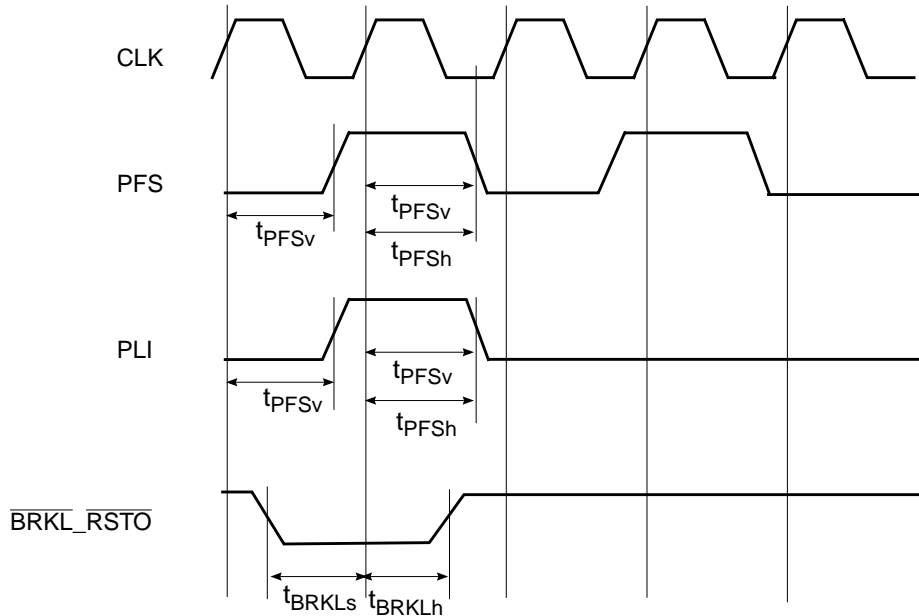 CLK
PFS
tPFSv
tPFSv
tPFSh
PLI
tPFSv
tPFSv
tPFSh
BRKL_RSTO
tBRKLs tBRKLh